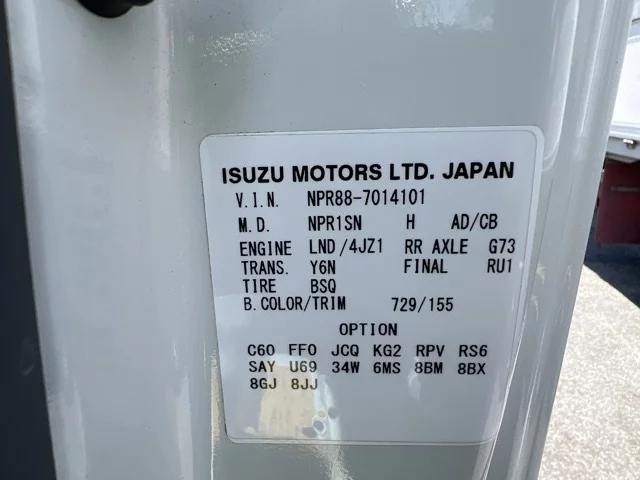 ISUZU MOTORS LTD. JAPAN
V.I.N. NPR88-7014101
M.D. NPR1SN H AD/CB
ENGINE LND/4JZ1 RR AXLE G73
TRANS. Y6N FINAL RU1
TIRE BSQ
B.COLOR/TRIM 729/155
OPTION
C60 FF0 JCQ KG2 RPV RS6
SAY U69 34W 6MS 8BM 8BX
8GJ 8JJ